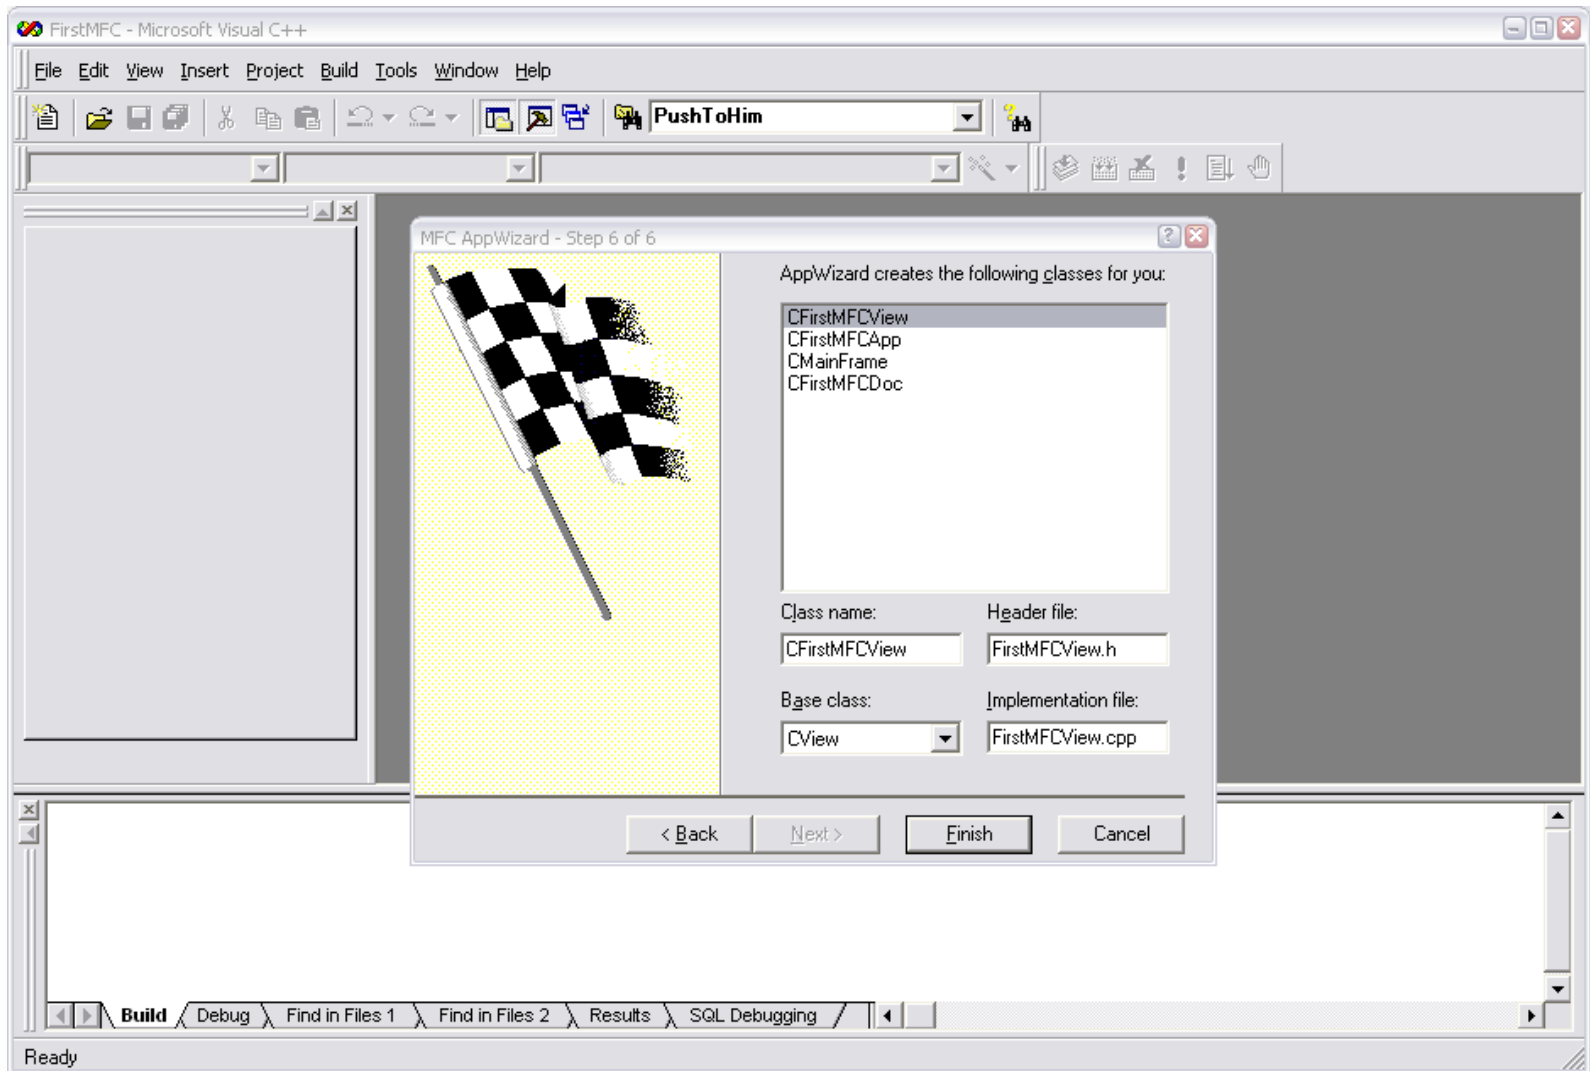 FirstMFC - Microsoft Visual C++
File Edit View Insert Project Build Tools Window Help
PushToHim
MFC AppWizard - Step 6 of 6
AppWizard creates the following classes for you:
CFirstMFCView
CFirstMFCApp
CMainFrame
CFirstMFCDoc
Class name: Header file:
CFirstMFCView FirstMFCView.h
Base class: Implementation file:
CView FirstMFCView.cpp
< Back Next > Finish Cancel
Build Debug Find in Files 1 Find in Files 2 Results SQL Debugging
Ready